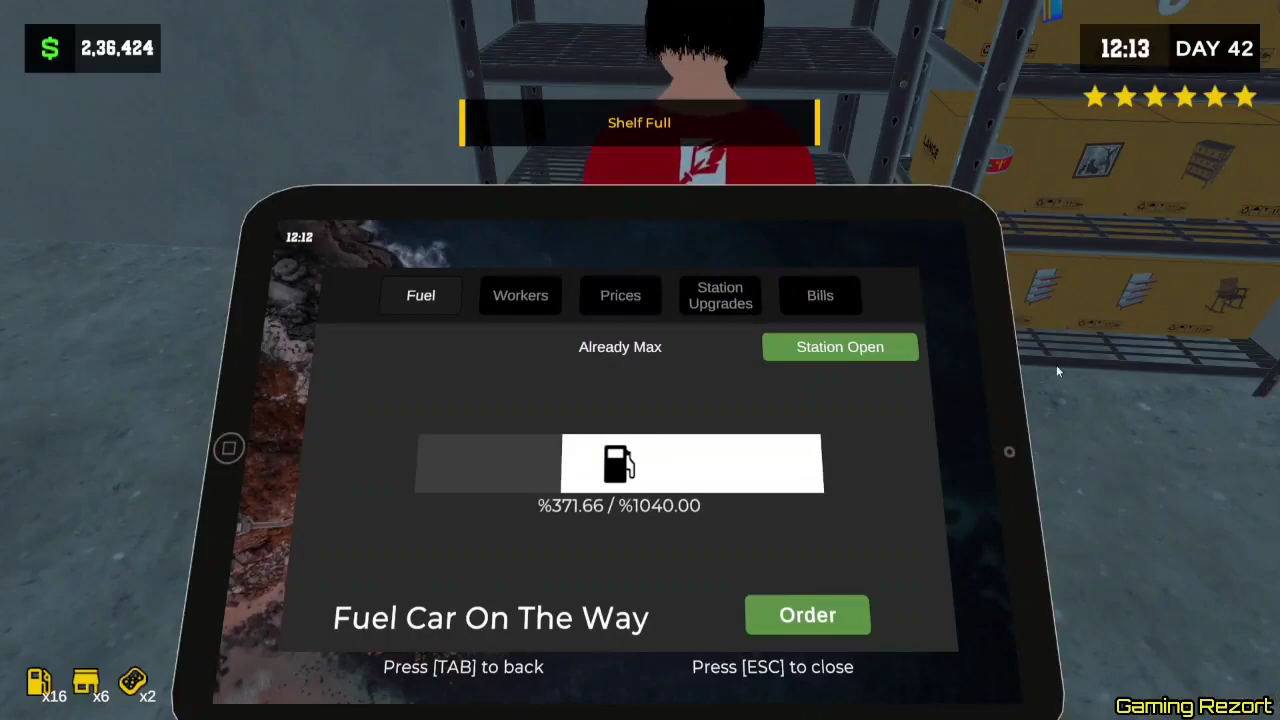 $ 2,36,424
12:13 DAY 42
Shelf Full
LANCE
12:12
Fuel
Workers
Prices
Station
Upgrades
Bills
Already Max
Station Open
%371.66 / %1040.00
Fuel Car On The Way
Order
Press [TAB] to back
Press [ESC] to close
x16
x6
x2
Gaming Rezort